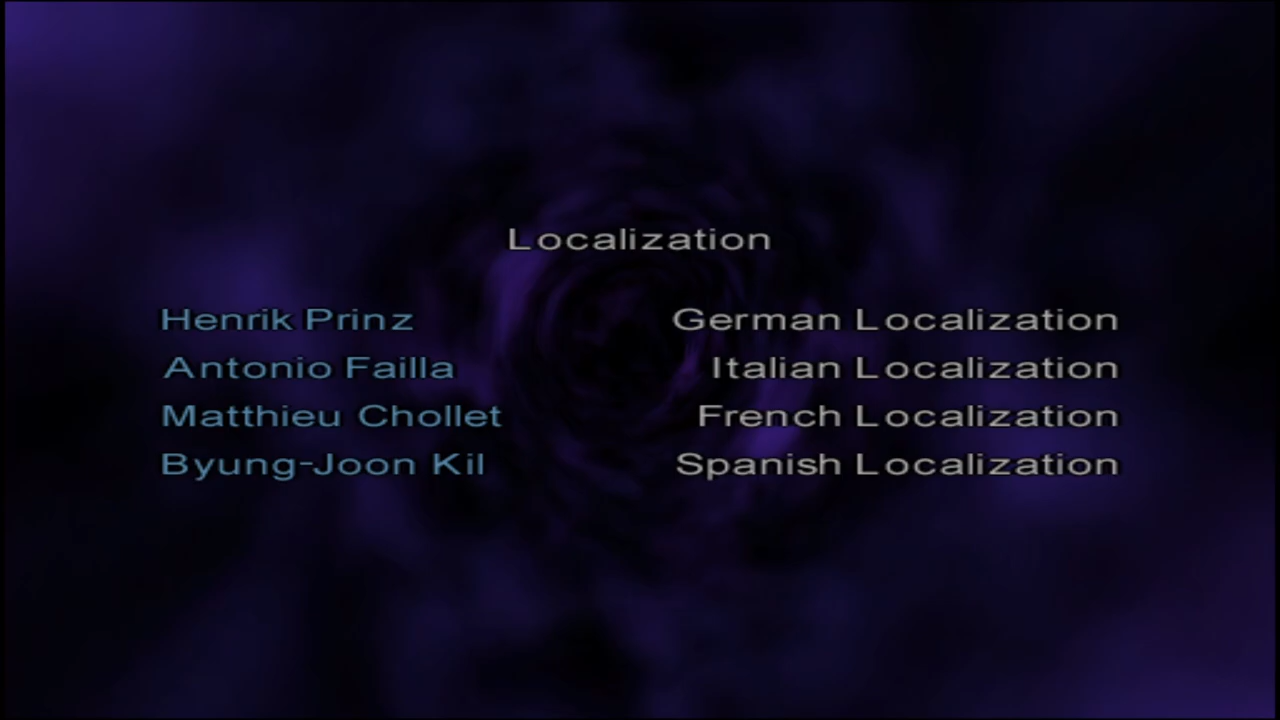 Localization
Henrik Prinz German Localization
Antonio Failla Italian Localization
Matthieu Chollet French Localization
Byung-Joon Kil Spanish Localization